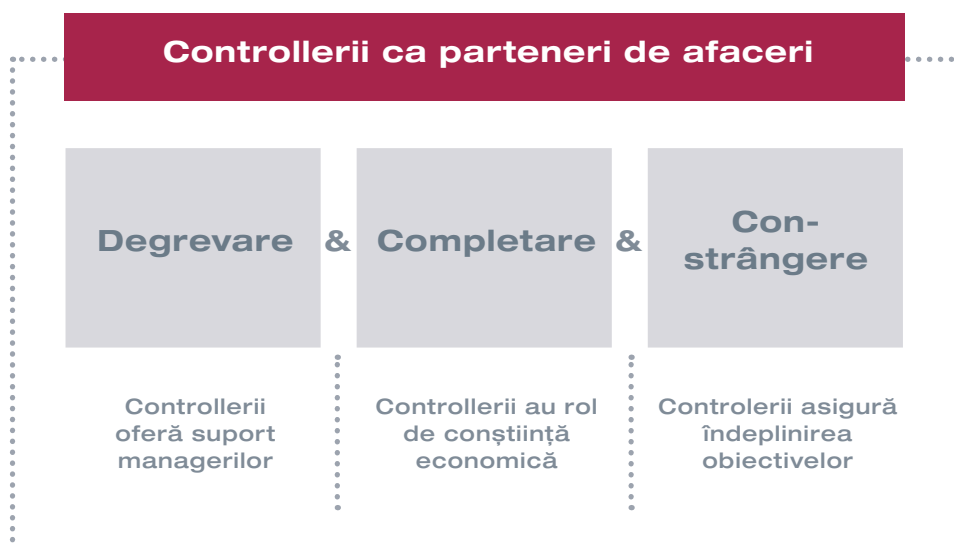 Controllerii ca parteneri de afaceri
Degrevare & Completare & Con-
strângere
Controllerii
oferă suport
managerilor
Controllerii au rol
de conștiință
economică
Controlerii asigură
îndeplinirea
obiectivelor